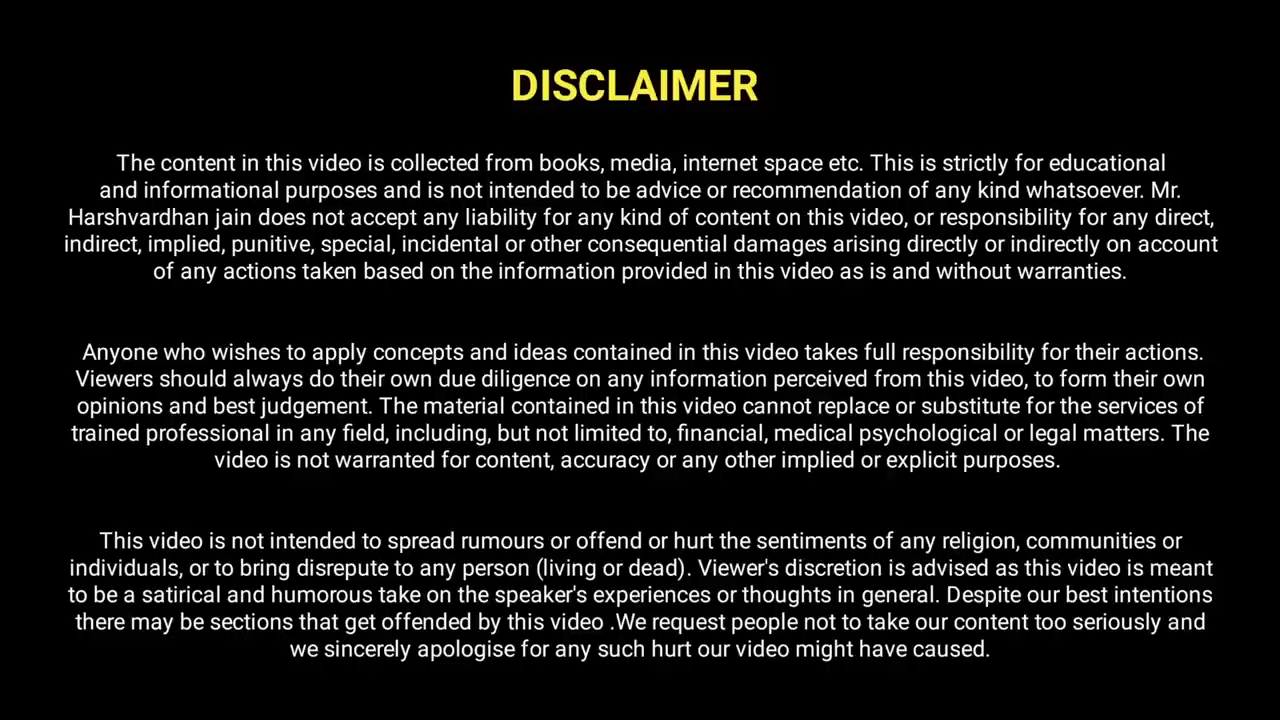 DISCLAIMER
The content in this video is collected from books, media, internet space etc. This is strictly for educational
and informational purposes and is not intended to be advice or recommendation of any kind whatsoever. Mr.
Harshvardhan jain does not accept any liability for any kind of content on this video, or responsibility for any direct,
indirect, implied, punitive, special, incidental or other consequential damages arising directly or indirectly on account
of any actions taken based on the information provided in this video as is and without warranties.
Anyone who wishes to apply concepts and ideas contained in this video takes full responsibility for their actions.
Viewers should always do their own due diligence on any information perceived from this video, to form their own
opinions and best judgement. The material contained in this video cannot replace or substitute for the services of
trained professional in any field, including, but not limited to, financial, medical psychological or legal matters. The
video is not warranted for content, accuracy or any other implied or explicit purposes.
This video is not intended to spread rumours or offend or hurt the sentiments of any religion, communities or
individuals, or to bring disrepute to any person (living or dead). Viewer's discretion is advised as this video is meant
to be a satirical and humorous take on the speaker's experiences or thoughts in general. Despite our best intentions
there may be sections that get offended by this video .We request people not to take our content too seriously and
we sincerely apologise for any such hurt our video might have caused.